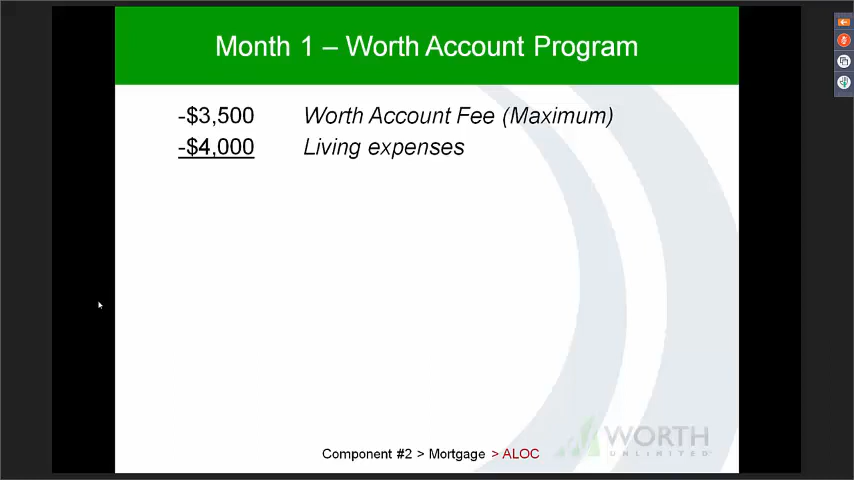 Month 1 – Worth Account Program
-$3,500 Worth Account Fee (Maximum)
-$4,000 Living expenses
WORTH
UNLIMITED
Component #2 > Mortgage > ALOC